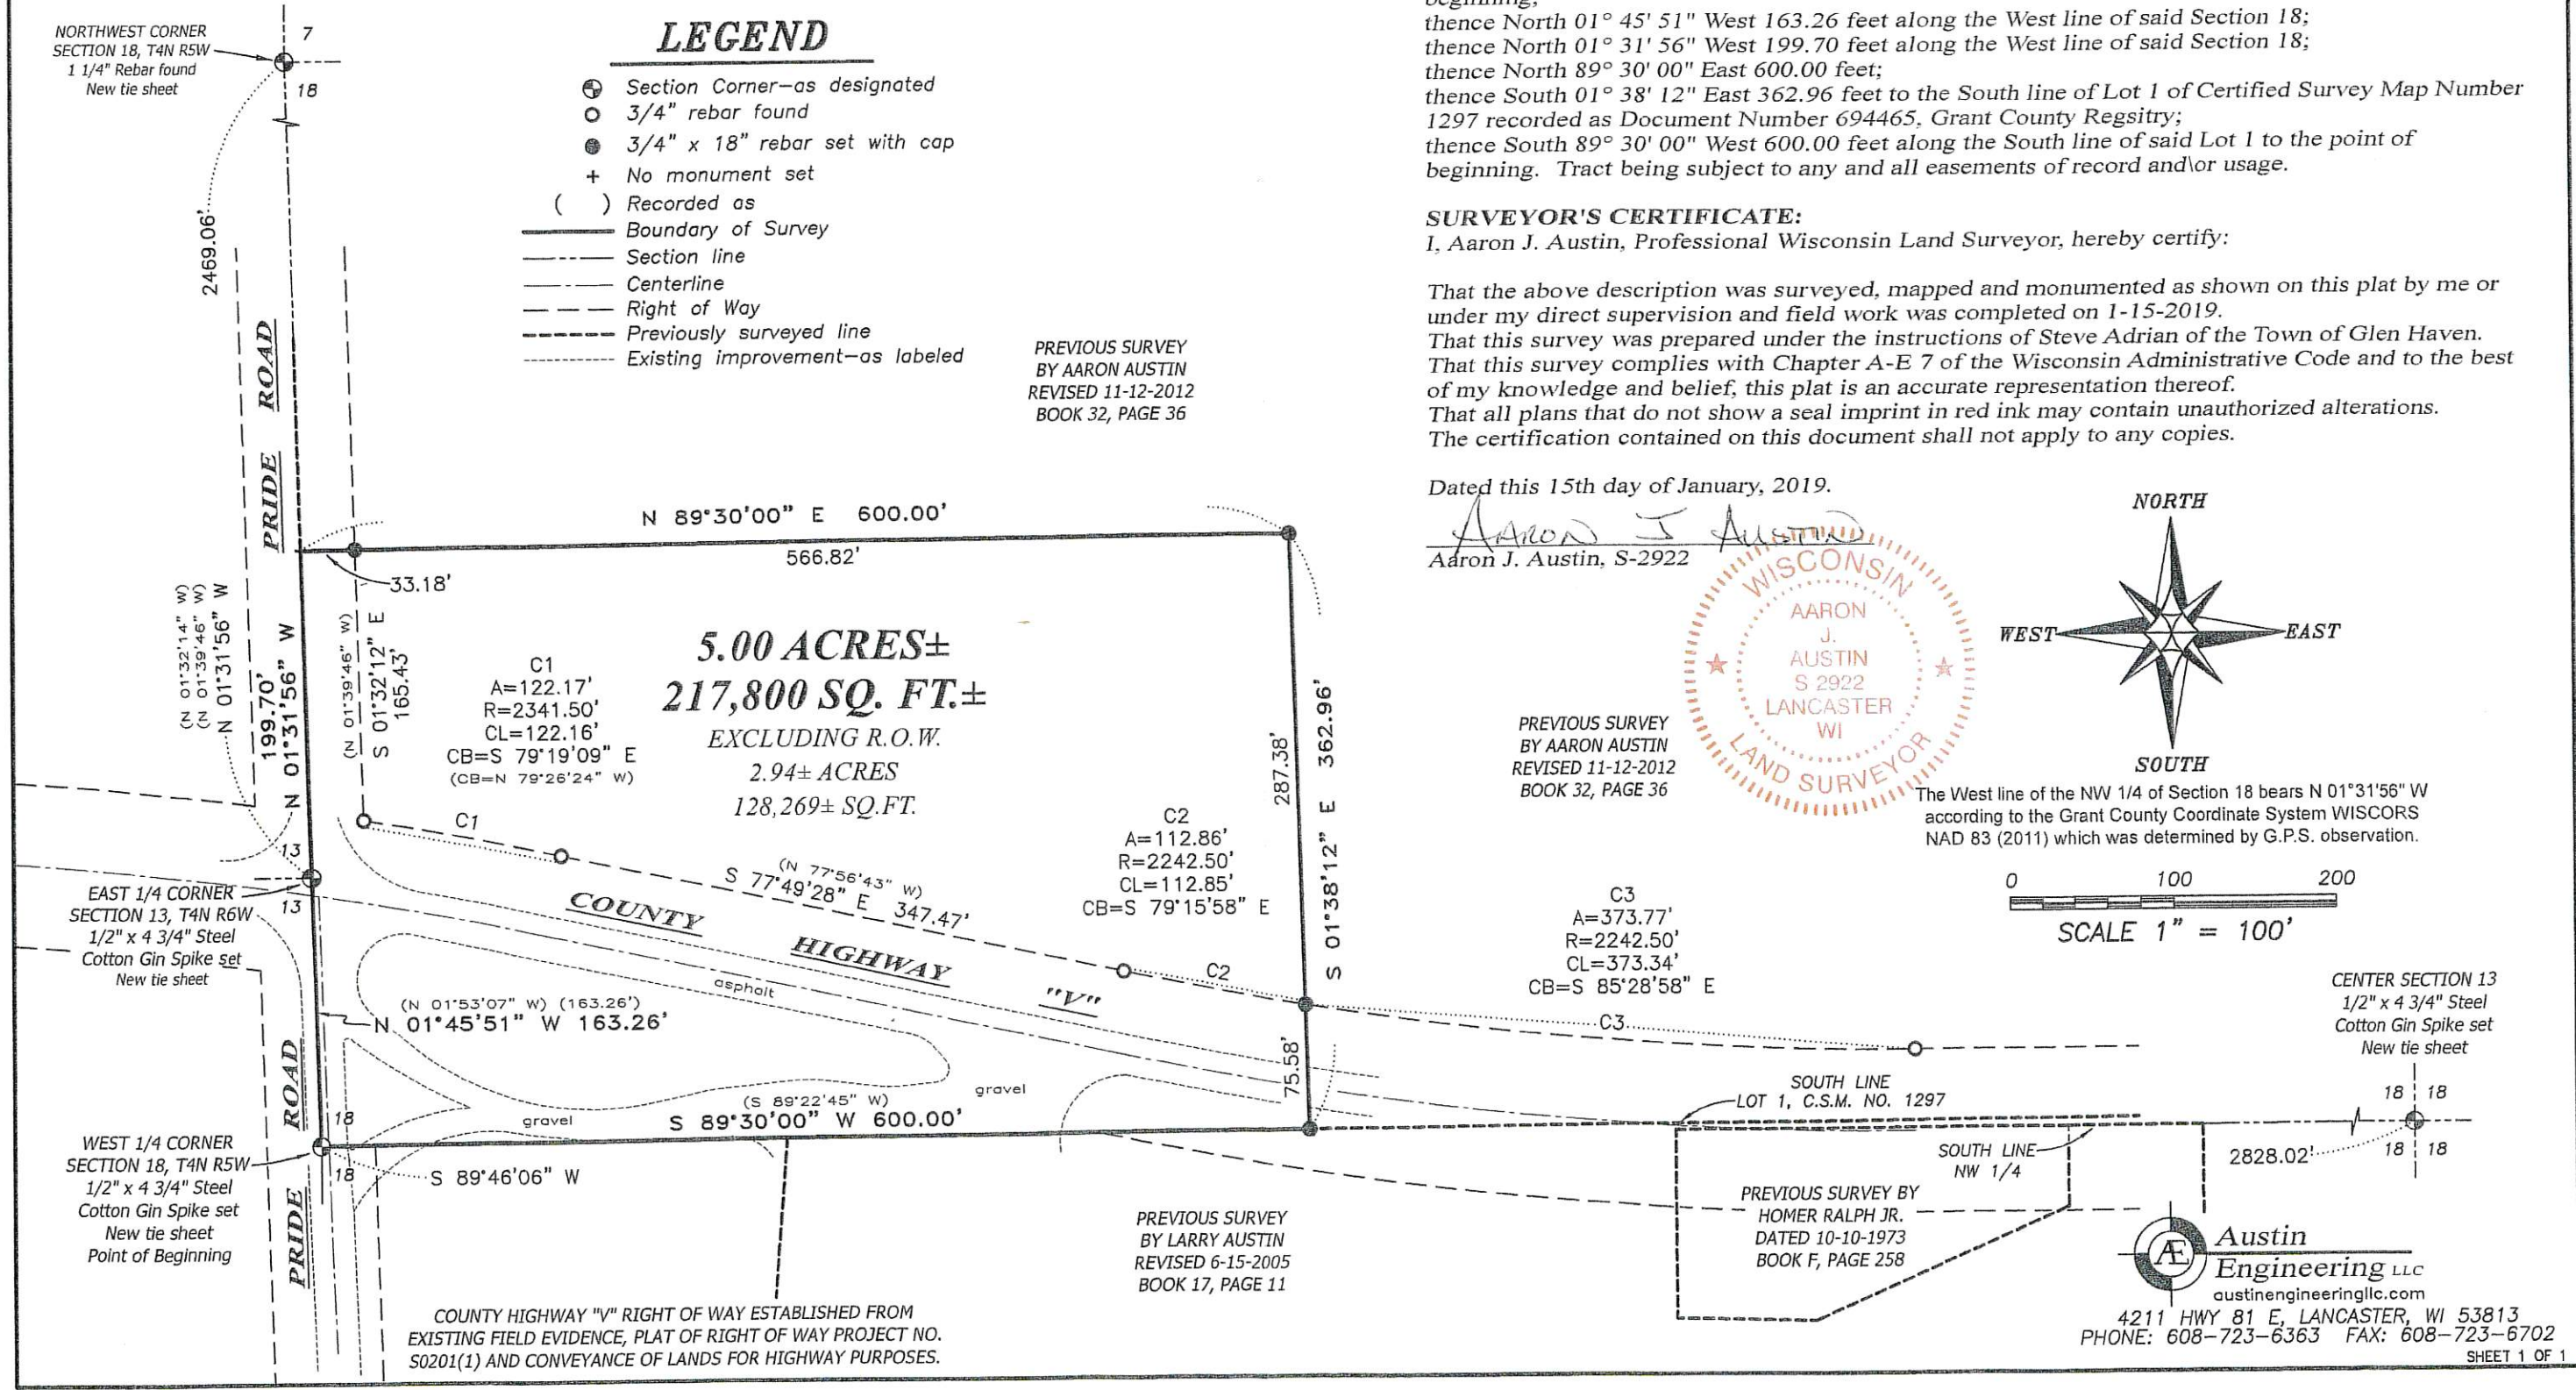 NORTHWEST CORNER
SECTION 18, T4N R5W
1 1/4" Rebar found
New tie sheet
7
18
2469.06'
LEGEND
Section Corner-as designated
3/4" rebar found
3/4" x 18" rebar set with cap
+ No monument set
( ) Recorded as
Boundary of Survey
Section line
Centerline
Right of Way
Previously surveyed line
Existing improvement-as labeled
PREVIOUS SURVEY
BY AARON AUSTIN
REVISED 11-12-2012
BOOK 32, PAGE 36
beginning;
thence North 01° 45' 51" West 163.26 feet along the West line of said Section 18;
thence North 01° 31' 56" West 199.70 feet along the West line of said Section 18;
thence North 89° 30' 00" East 600.00 feet;
thence South 01° 38' 12" East 362.96 feet to the South line of Lot 1 of Certified Survey Map Number
1297 recorded as Document Number 694465, Grant County Regsitry;
thence South 89° 30' 00" West 600.00 feet along the South line of said Lot 1 to the point of
beginning. Tract being subject to any and all easements of record and\or usage.
SURVEYOR'S CERTIFICATE:
I, Aaron J. Austin, Professional Wisconsin Land Surveyor, hereby certify:
That the above description was surveyed, mapped and monumented as shown on this plat by me or
under my direct supervision and field work was completed on 1-15-2019.
That this survey was prepared under the instructions of Steve Adrian of the Town of Glen Haven.
That this survey complies with Chapter A-E 7 of the Wisconsin Administrative Code and to the best
of my knowledge and belief, this plat is an accurate representation thereof.
That all plans that do not show a seal imprint in red ink may contain unauthorized alterations.
The certification contained on this document shall not apply to any copies.
Dated this 15th day of January, 2019.
AARON J AUSTIN
Aaron J. Austin, S-2922
WISCONSIN
AARON
J.
AUSTIN
S 2922
LANCASTER
WI
LAND SURVEYOR
NORTH
WEST
EAST
SOUTH
The West line of the NW 1/4 of Section 18 bears N 01°31'56" W
according to the Grant County Coordinate System WISCORS
NAD 83 (2011) which was determined by G.P.S. observation.
0 100 200
SCALE 1" = 100'
PRIDE ROAD
N 89°30'00" E 600.00'
566.82'
33.18'
(N 01°32'14" W)
(N 01°39'46" W)
N 01°31'56" W
199.70'
N 01°31'56" W
(N 01°39'46" W)
S 01°32'12" E
165.43'
C1
A=122.17'
R=2341.50'
CL=122.16'
CB=S 79°19'09" E
(CB=N 79°26'24" W)
5.00 ACRES±
217,800 SQ. FT.±
EXCLUDING R.O.W.
2.94± ACRES
128,269± SQ.FT.
C2
A=112.86'
R=2242.50'
CL=112.85'
CB=S 79°15'58" E
287.38'
S 01°38'12" E 362.96'
75.58'
PREVIOUS SURVEY
BY AARON AUSTIN
REVISED 11-12-2012
BOOK 32, PAGE 36
C3
A=373.77'
R=2242.50'
CL=373.34'
CB=S 85°28'58" E
C1
(N 77°56'43" W)
S 77°49'28" E 347.47'
C2
C3
COUNTY HIGHWAY "V"
asphalt
13
13
EAST 1/4 CORNER
SECTION 13, T4N R6W
1/2" x 4 3/4" Steel
Cotton Gin Spike set
New tie sheet
(N 01°53'07" W) (163.26')
N 01°45'51" W 163.26'
CENTER SECTION 13
1/2" x 4 3/4" Steel
Cotton Gin Spike set
New tie sheet
18 18
18 18
2828.02'
SOUTH LINE
LOT 1, C.S.M. NO. 1297
SOUTH LINE
NW 1/4
gravel
gravel
(S 89°22'45" W)
S 89°30'00" W 600.00'
PRIDE ROAD
18
18
S 89°46'06" W
WEST 1/4 CORNER
SECTION 18, T4N R5W
1/2" x 4 3/4" Steel
Cotton Gin Spike set
New tie sheet
Point of Beginning
PREVIOUS SURVEY
BY LARRY AUSTIN
REVISED 6-15-2005
BOOK 17, PAGE 11
PREVIOUS SURVEY BY
HOMER RALPH JR.
DATED 10-10-1973
BOOK F, PAGE 258
COUNTY HIGHWAY "V" RIGHT OF WAY ESTABLISHED FROM
EXISTING FIELD EVIDENCE, PLAT OF RIGHT OF WAY PROJECT NO.
S0201(1) AND CONVEYANCE OF LANDS FOR HIGHWAY PURPOSES.
AE
Austin
Engineering LLC
austinengineeringllc.com
4211 HWY 81 E, LANCASTER, WI 53813
PHONE: 608-723-6363 FAX: 608-723-6702
SHEET 1 OF 1